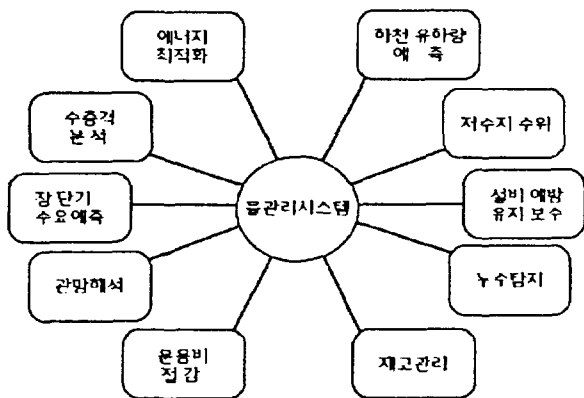 에너지
최적화
하천 유하량
예 측
수충격
분 석
저수지 수위
장 단기
수요예측
물관리시스템
설비 예방
유지 보수
관망해석
누수탐지
운용비
절 감
재고관리